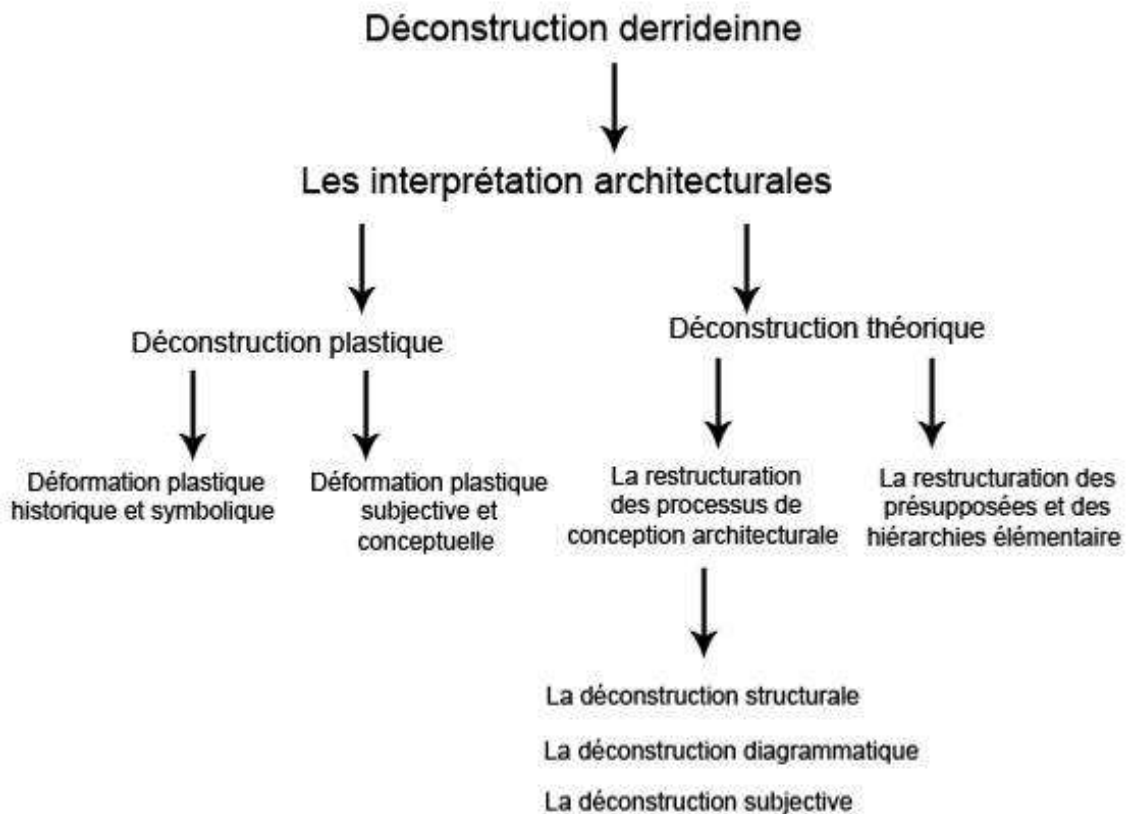 Déconstruction derrideinne
Les interprétation architecturales
Déconstruction plastique
Déconstruction théorique
Déformation plastique
historique et symbolique
Déformation plastique
subjective et
conceptuelle
La restructuration
des processus de
conception architecturale
La restructuration des
présupposées et des
hiérarchies élémentaire
La déconstruction structurale
La déconstruction diagrammatique
La déconstruction subjective